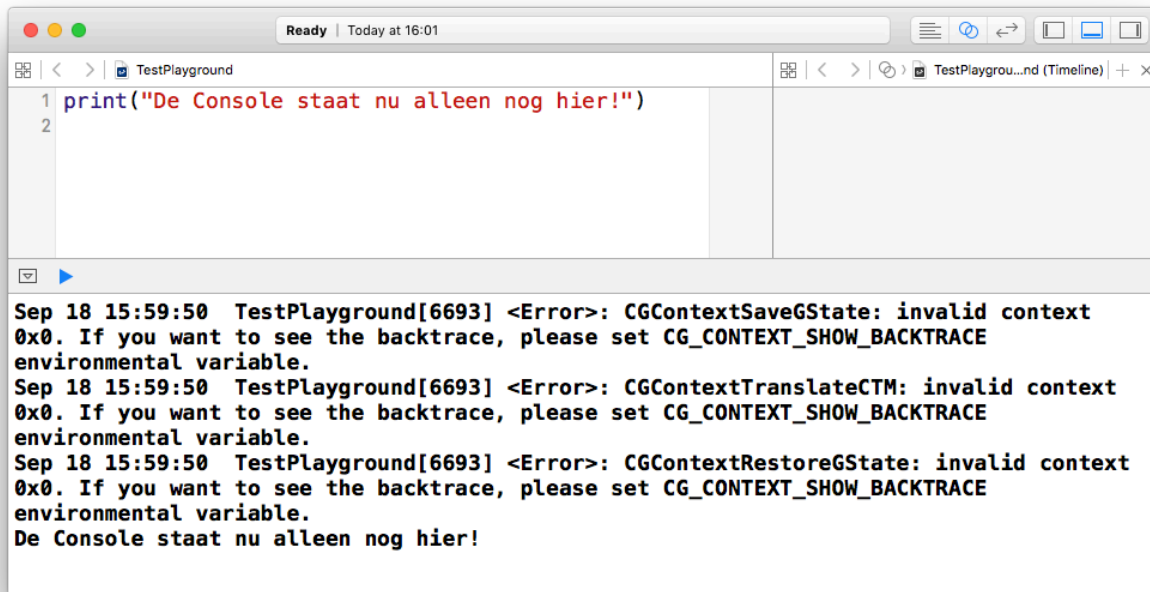 Ready | Today at 16:01
TestPlayground
TestPlaygrou...nd (Timeline)
1 print("De Console staat nu alleen nog hier!")
2
Sep 18 15:59:50  TestPlayground[6693] <Error>: CGContextSaveGState: invalid context
0x0. If you want to see the backtrace, please set CG_CONTEXT_SHOW_BACKTRACE
environmental variable.
Sep 18 15:59:50  TestPlayground[6693] <Error>: CGContextTranslateCTM: invalid context
0x0. If you want to see the backtrace, please set CG_CONTEXT_SHOW_BACKTRACE
environmental variable.
Sep 18 15:59:50  TestPlayground[6693] <Error>: CGContextRestoreGState: invalid context
0x0. If you want to see the backtrace, please set CG_CONTEXT_SHOW_BACKTRACE
environmental variable.
De Console staat nu alleen nog hier!